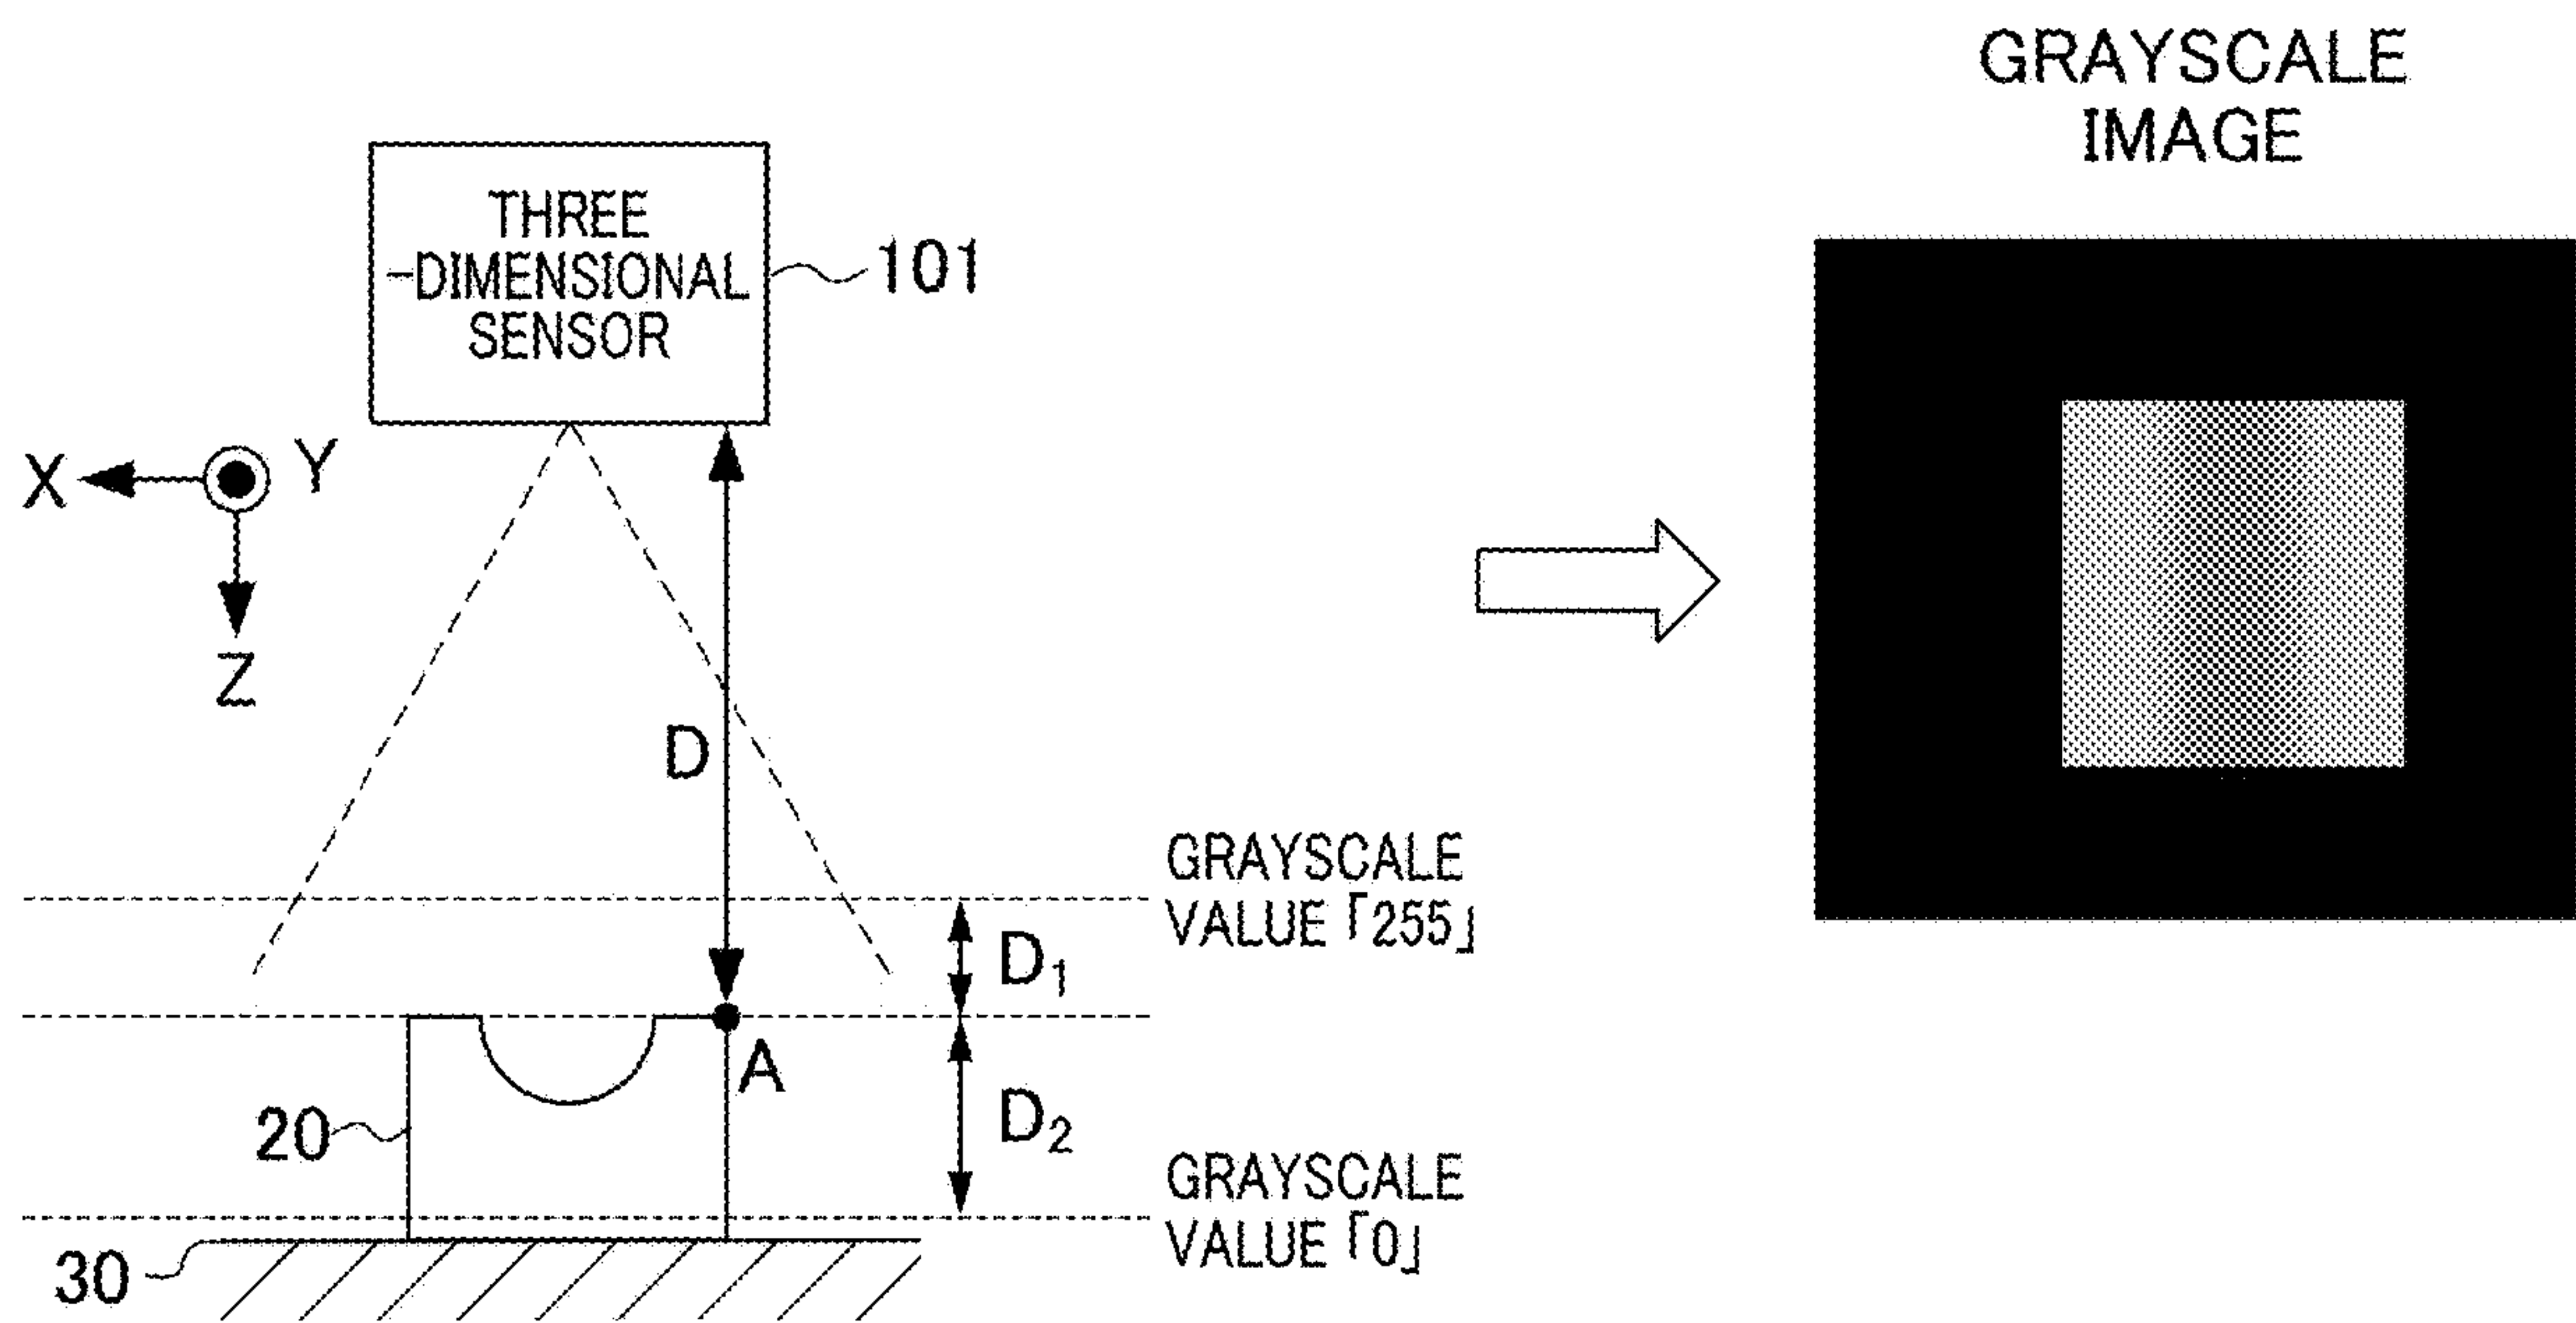 GRAYSCALE
IMAGE
THREE
-DIMENSIONAL
SENSOR
101
X
Y
Z
D
GRAYSCALE
VALUE「255」
D₁
A
20
D₂
GRAYSCALE
VALUE「0」
30